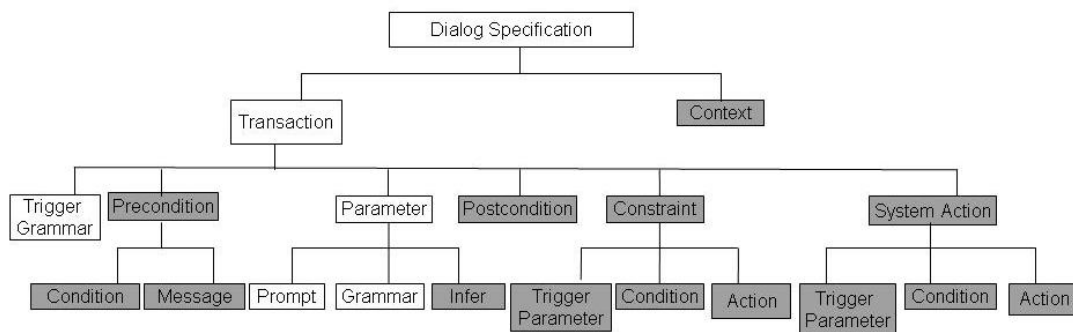 Dialog Specification
Transaction
Context
Trigger
Grammar
Precondition
Parameter
Postcondition
Constraint
System Action
Condition
Message
Prompt
Grammar
Infer
Trigger
Parameter
Condition
Action
Trigger
Parameter
Condition
Action